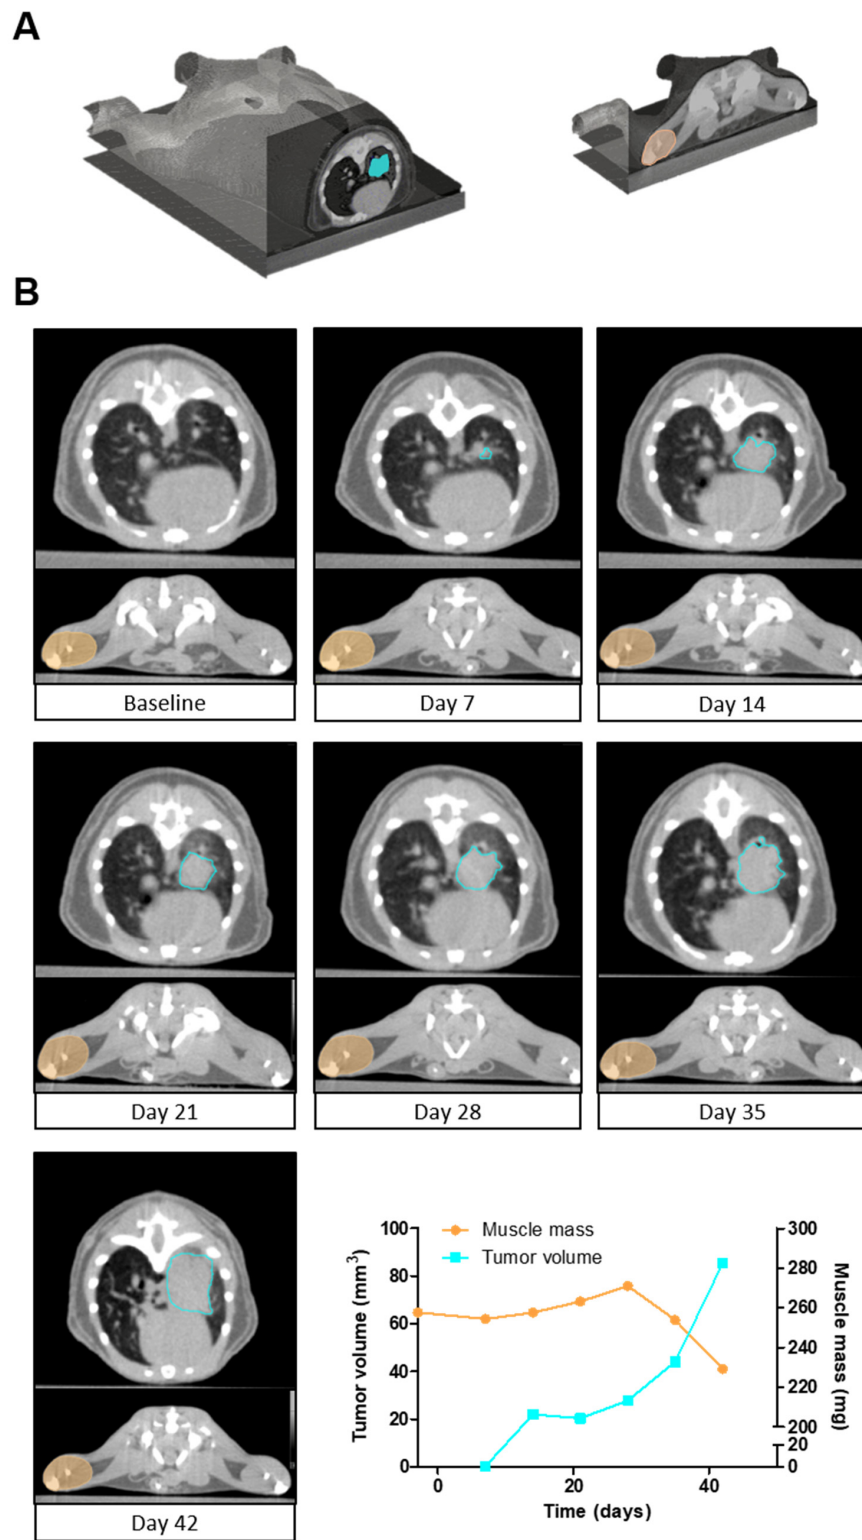 A
B
Baseline
Day 7
Day 14
Day 21
Day 28
Day 35
Day 42
Muscle mass
Tumor volume
100
80
60
40
20
0
Tumor volume (mm³)
300
280
260
240
220
200
20
0
Muscle mass (mg)
0
20
40
Time (days)